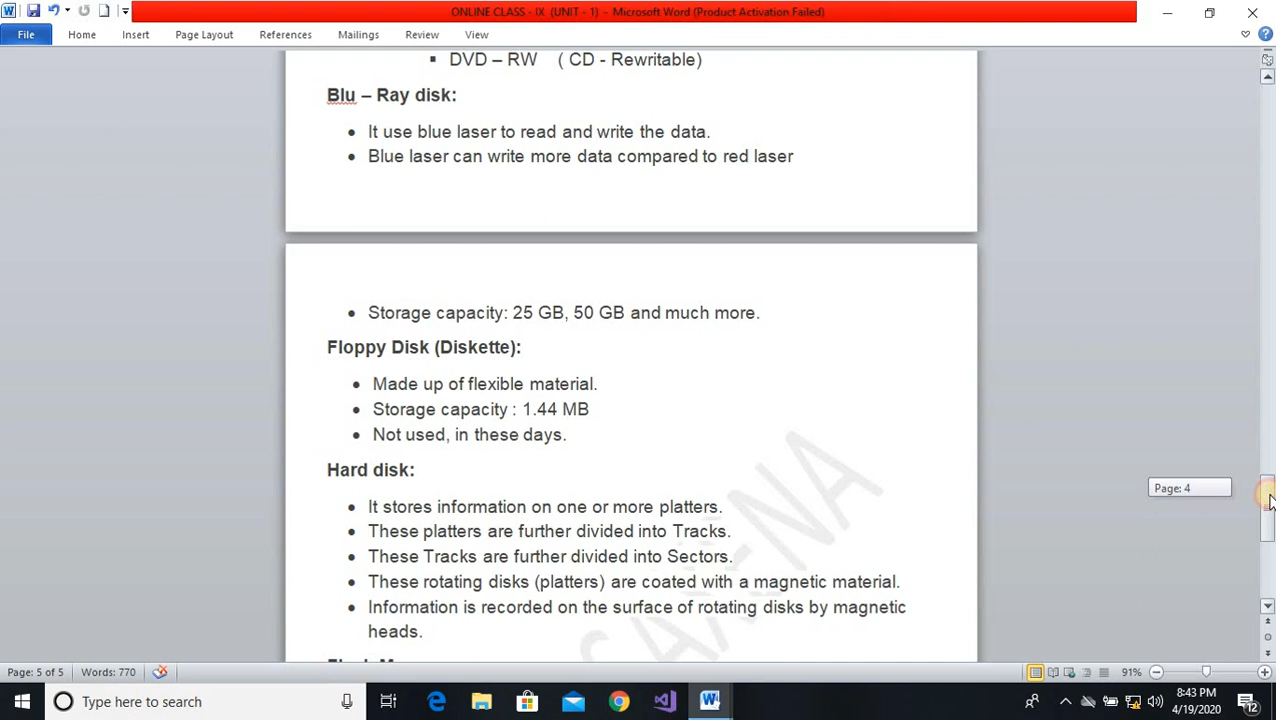 ONLINE CLASS - IX (UNIT - 1) - Microsoft Word (Product Activation Failed)
File Home Insert Page Layout References Mailings Review View
▪ DVD – RW ( CD - Rewritable)
Blu – Ray disk:
• It use blue laser to read and write the data.
• Blue laser can write more data compared to red laser
• Storage capacity: 25 GB, 50 GB and much more.
Floppy Disk (Diskette):
• Made up of flexible material.
• Storage capacity : 1.44 MB
• Not used, in these days.
Hard disk:
Page: 4
• It stores information on one or more platters.
• These platters are further divided into Tracks.
• These Tracks are further divided into Sectors.
• These rotating disks (platters) are coated with a magnetic material.
• Information is recorded on the surface of rotating disks by magnetic
heads.
Page: 5 of 5 Words: 770 91%
Type here to search
8:43 PM
4/19/2020
12